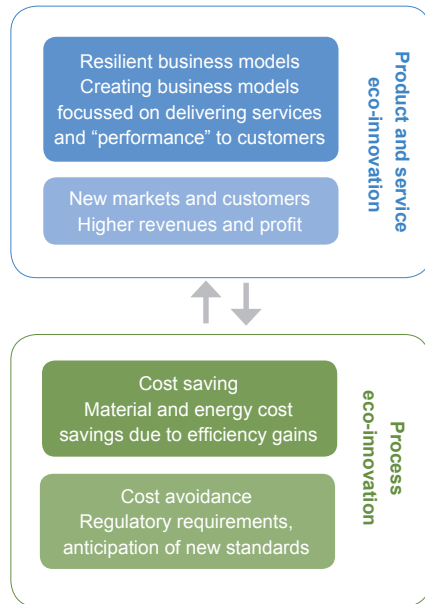 Resilient business models
Creating business models
focussed on delivering services
and “performance” to customers
New markets and customers
Higher revenues and profit
Product and service
eco-innovation
Cost saving
Material and energy cost
savings due to efficiency gains
Cost avoidance
Regulatory requirements,
anticipation of new standards
Process
eco-innovation